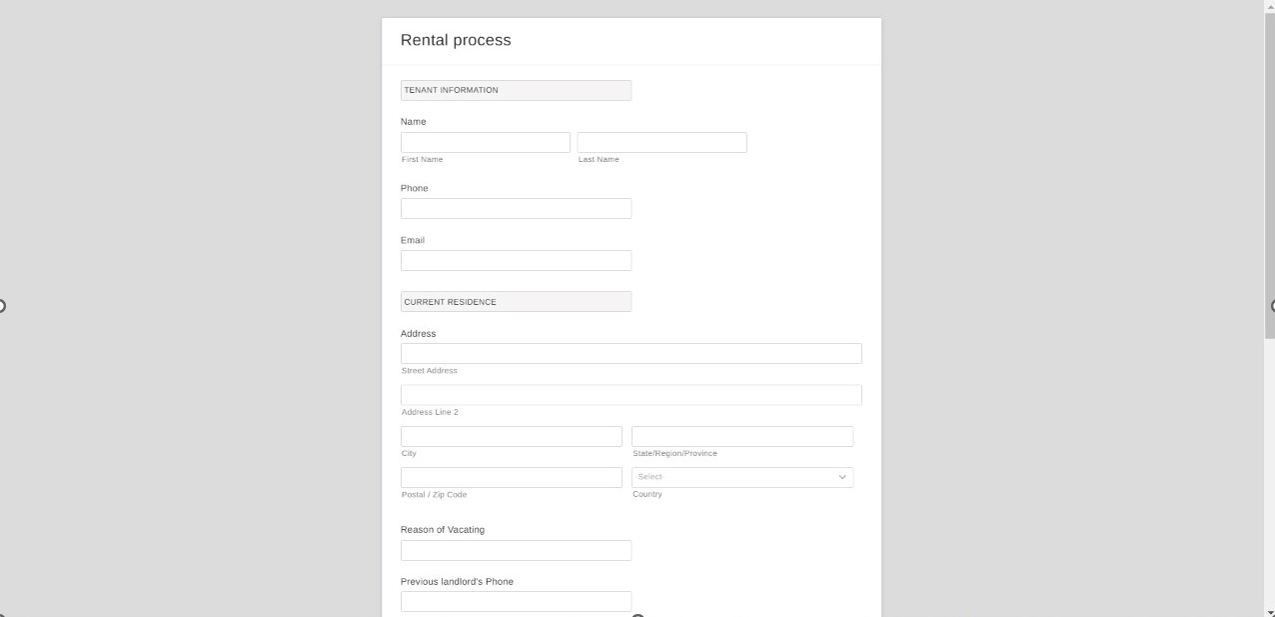 Rental process
TENANT INFORMATION
Name
First Name Last Name
Phone
Email
CURRENT RESIDENCE
Address
Street Address
Address Line 2
City State/Region/Province
Select
Postal / Zip Code Country
Reason of Vacating
Previous landlord's Phone